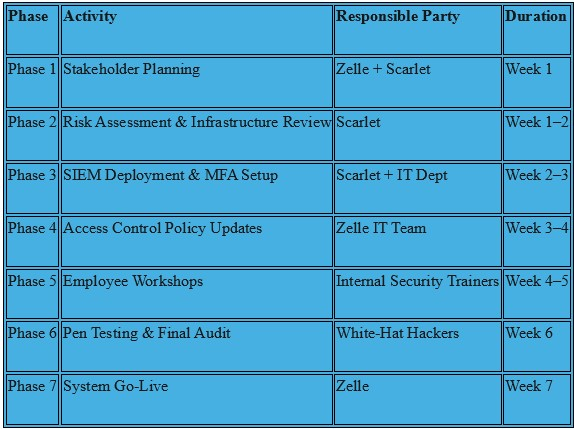 Phase Activity Responsible Party Duration
Phase 1 Stakeholder Planning Zelle + Scarlet Week 1
Phase 2 Risk Assessment & Infrastructure Review Scarlet Week 1–2
Phase 3 SIEM Deployment & MFA Setup Scarlet + IT Dept Week 2–3
Phase 4 Access Control Policy Updates Zelle IT Team Week 3–4
Phase 5 Employee Workshops Internal Security Trainers Week 4–5
Phase 6 Pen Testing & Final Audit White-Hat Hackers Week 6
Phase 7 System Go-Live Zelle Week 7